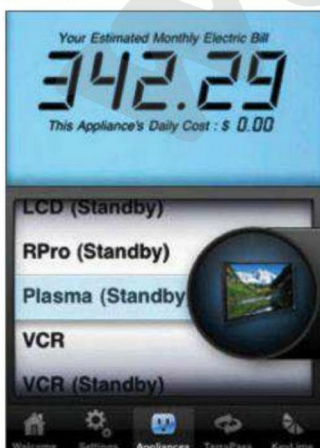 Your Estimated Monthly Electric Bill
342.29
This Appliance's Daily Cost : $ 0.00
LCD (Standby)
RPro (Standby)
Plasma (Standby
VCR
VCR (Standby)
Welcome Settings Appliances TerraPass